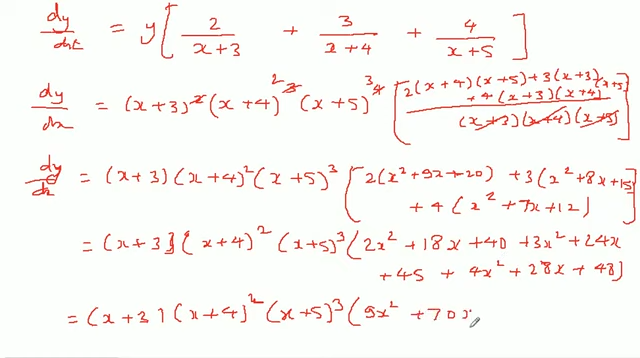 dy/dx = y[ 2/(x+3) + 3/(x+4) + 4/(x+5) ]
dy/dx = (x+3)^2 (x+4)^2 3 (x+5)^3 4 [ 2(x+4)(x+5)+3(x+3)(x+5)
+4(x+3)(x+4)
(x+3)(x+4)(x+5) ]
dy/dx = (x+3)(x+4)^2(x+5)^3 [ 2(x^2+9x+20) + 3(x^2+8x+15)
+ 4(x^2+7x+12) ]
= (x+3)(x+4)^2 (x+5)^3 (2x^2+18x+40+3x^2+24x
+45 + 4x^2+28x+48]
= (x+3)(x+4)^2(x+5)^3 (9x^2 +70x